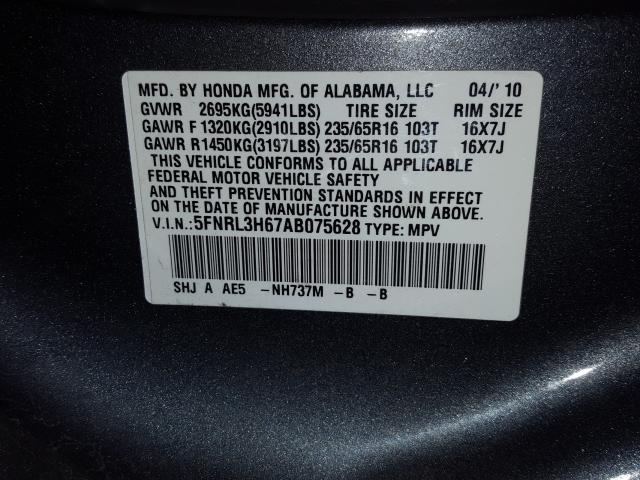 MFD. BY HONDA MFG. OF ALABAMA, LLC 04/'10
GVWR 2695KG(5941LBS) TIRE SIZE RIM SIZE
GAWR F 1320KG(2910LBS) 235/65R16 103T 16X7J
GAWR R1450KG(3197LBS) 235/65R16 103T 16X7J
THIS VEHICLE CONFORMS TO ALL APPLICABLE
FEDERAL MOTOR VEHICLE SAFETY
AND THEFT PREVENTION STANDARDS IN EFFECT
ON DATE OF MANUFACTURE SHOWN ABOVE.
V.I.N.:5FNRL3H67AB075628 TYPE: MPV
SHJ A AE5 -NH737M -B -B